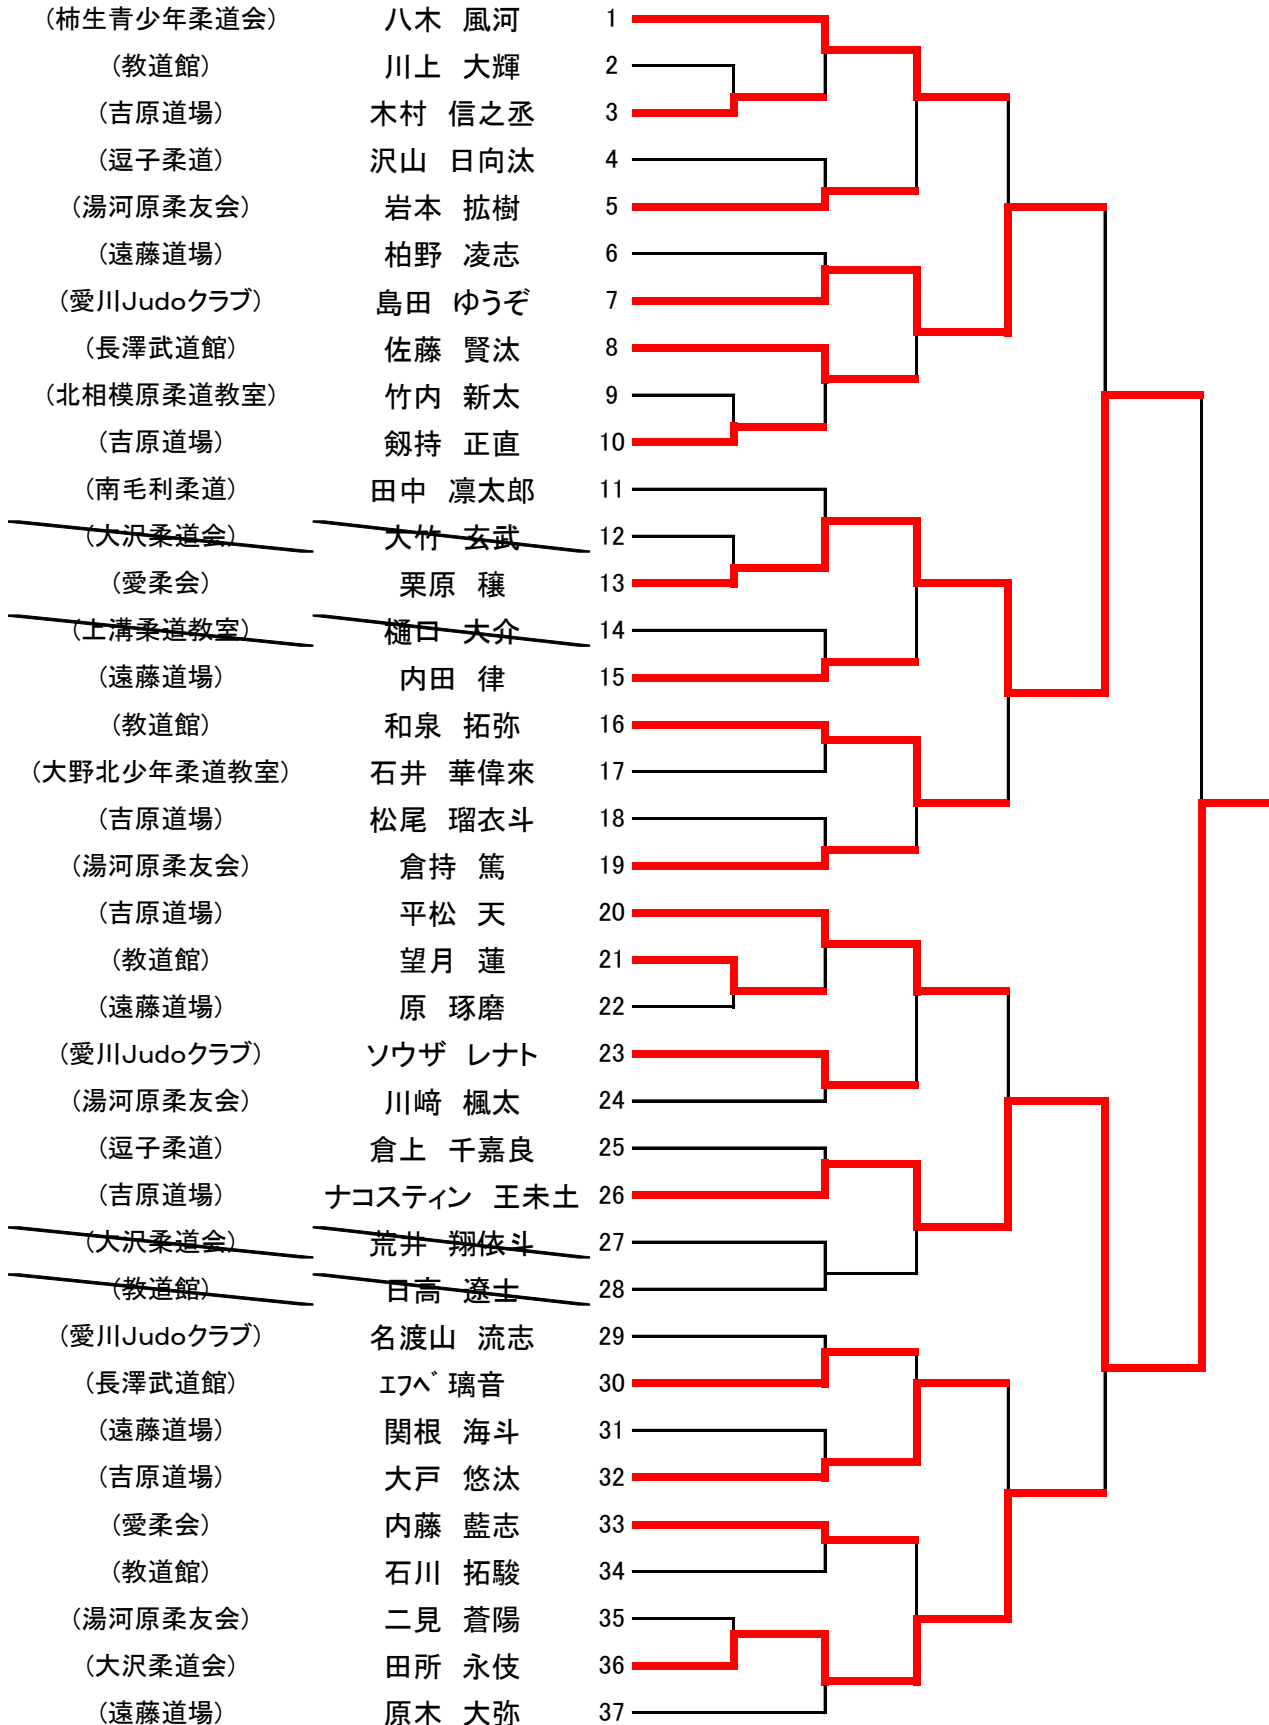 (柿生青少年柔道会) 八木 風河 1
(教道館) 川上 大輝 2
(吉原道場) 木村 信之丞 3
(逗子柔道) 沢山 日向汰 4
(湯河原柔友会) 岩本 拡樹 5
(遠藤道場) 柏野 凌志 6
(愛川Judoクラブ) 島田 ゆうぞ 7
(長澤武道館) 佐藤 賢汰 8
(北相模原柔道教室) 竹内 新太 9
(吉原道場) 剱持 正直 10
(南毛利柔道) 田中 凛太郎 11
(大沢柔道会) 大竹 玄武 12
(愛柔会) 栗原 穣 13
(上溝柔道教室) 樋口 大介 14
(遠藤道場) 内田 律 15
(教道館) 和泉 拓弥 16
(大野北少年柔道教室) 石井 華偉來 17
(吉原道場) 松尾 瑠衣斗 18
(湯河原柔友会) 倉持 篤 19
(吉原道場) 平松 天 20
(教道館) 望月 蓮 21
(遠藤道場) 原 琢磨 22
(愛川Judoクラブ) ソウザ レナト 23
(湯河原柔友会) 川﨑 楓太 24
(逗子柔道) 倉上 千嘉良 25
(吉原道場) ナコスティン 王未土 26
(大沢柔道会) 荒井 翔依斗 27
(教道館) 日高 遼士 28
(愛川Judoクラブ) 名渡山 流志 29
(長澤武道館) ｴﾌﾍﾞ 璃音 30
(遠藤道場) 関根 海斗 31
(吉原道場) 大戸 悠汰 32
(愛柔会) 内藤 藍志 33
(教道館) 石川 拓駿 34
(湯河原柔友会) 二見 蒼陽 35
(大沢柔道会) 田所 永伎 36
(遠藤道場) 原木 大弥 37